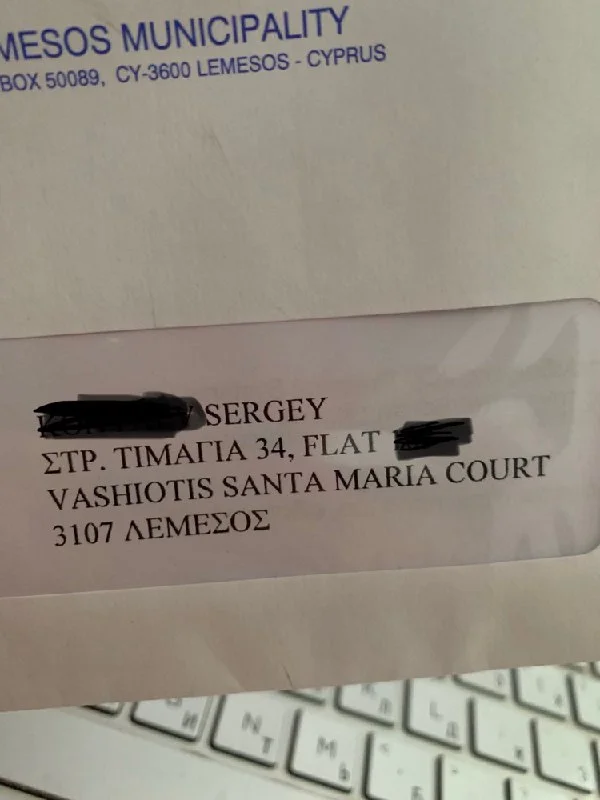 MESOS MUNICIPALITY
BOX 50089, CY-3600 LEMESOS - CYPRUS
SERGEY
ΣΤΡ. ΤΙΜΑΓΙΑ 34, FLAT
VASHIOTIS SANTA MARIA COURT
3107 ΛΕΜΕΣΟΣ
И
N Т
M Ь
L Д